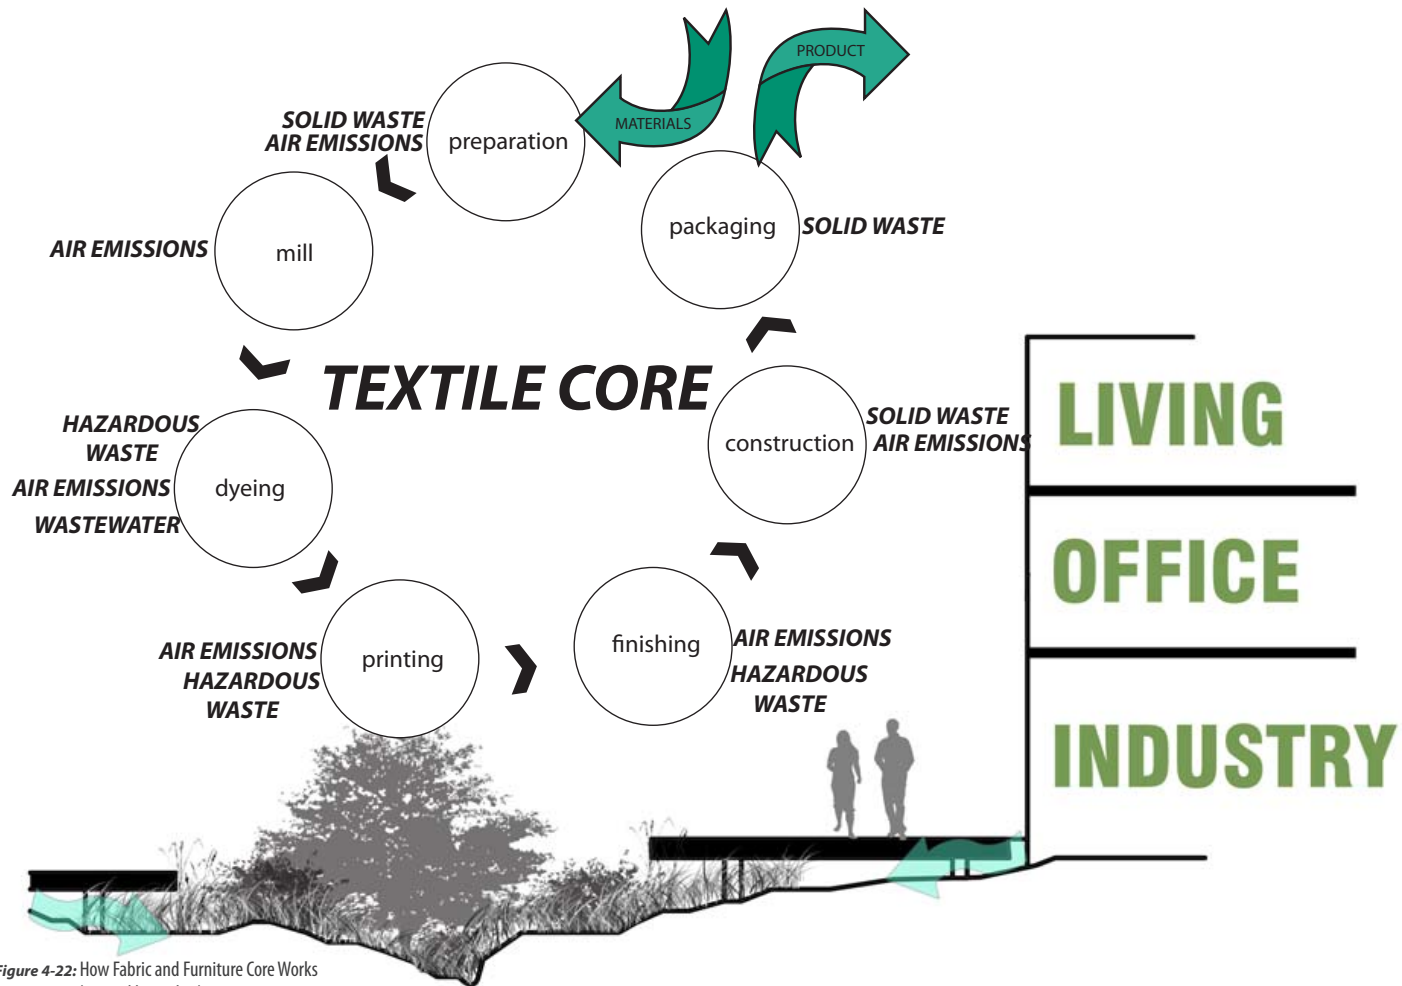 PRODUCT
MATERIALS
SOLID WASTE
AIR EMISSIONS
preparation
packaging
SOLID WASTE
AIR EMISSIONS
mill
TEXTILE CORE
HAZARDOUS
WASTE
AIR EMISSIONS
WASTEWATER
dyeing
construction
SOLID WASTE
AIR EMISSIONS
AIR EMISSIONS
HAZARDOUS
WASTE
printing
finishing
AIR EMISSIONS
HAZARDOUS
WASTE
LIVING
OFFICE
INDUSTRY
Figure 4-22: How Fabric and Furniture Core Works